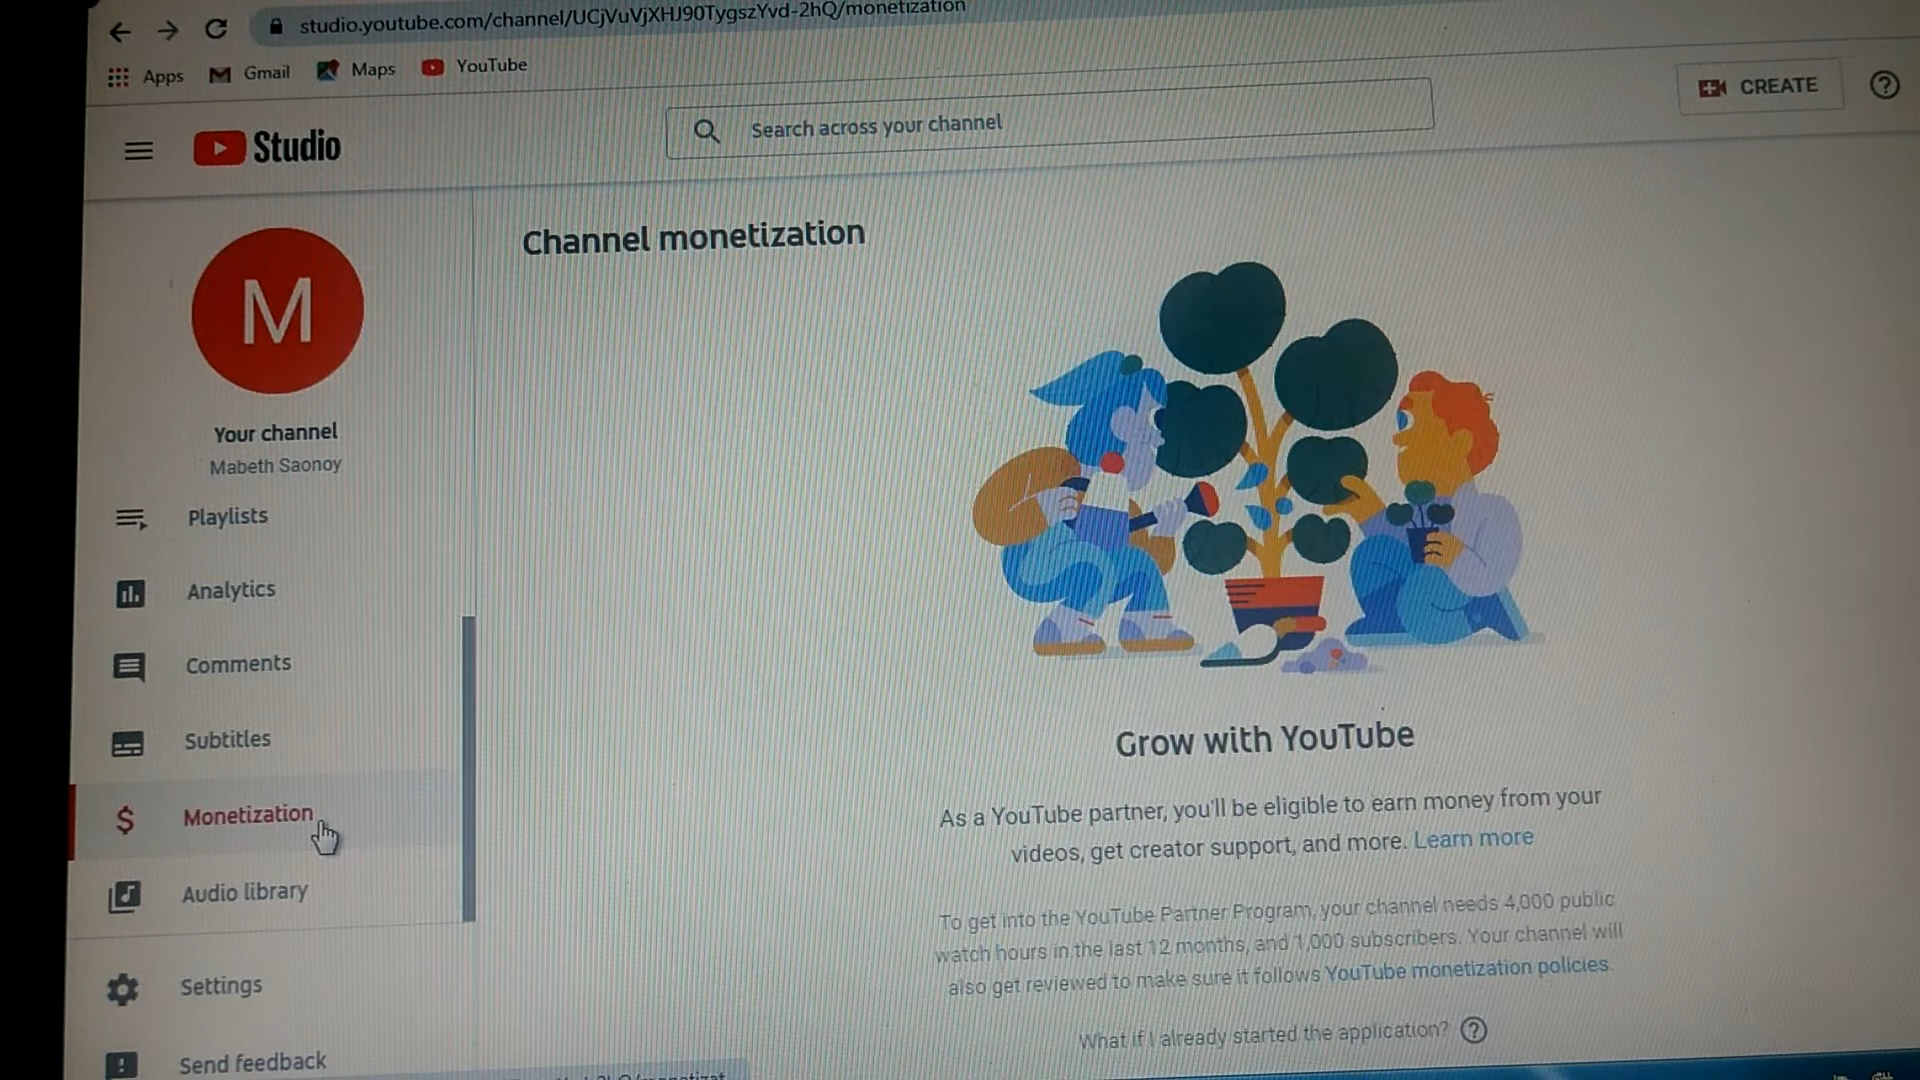 studio.youtube.com/channel/UCjVuVjXHJ90TygszYvd-2hQ/monetization
Apps Gmail Maps YouTube
Studio
Search across your channel
CREATE
Channel monetization
M
Your channel
Mabeth Saonoy
Playlists
Analytics
Comments
Subtitles
Monetization
Audio library
Settings
Send feedback
Grow with YouTube
As a YouTube partner, you'll be eligible to earn money from your
videos, get creator support, and more. Learn more
To get into the YouTube Partner Program, your channel needs 4,000 public
watch hours in the last 12 months, and 1,000 subscribers. Your channel will
also get reviewed to make sure it follows YouTube monetization policies.
What if I already started the application?